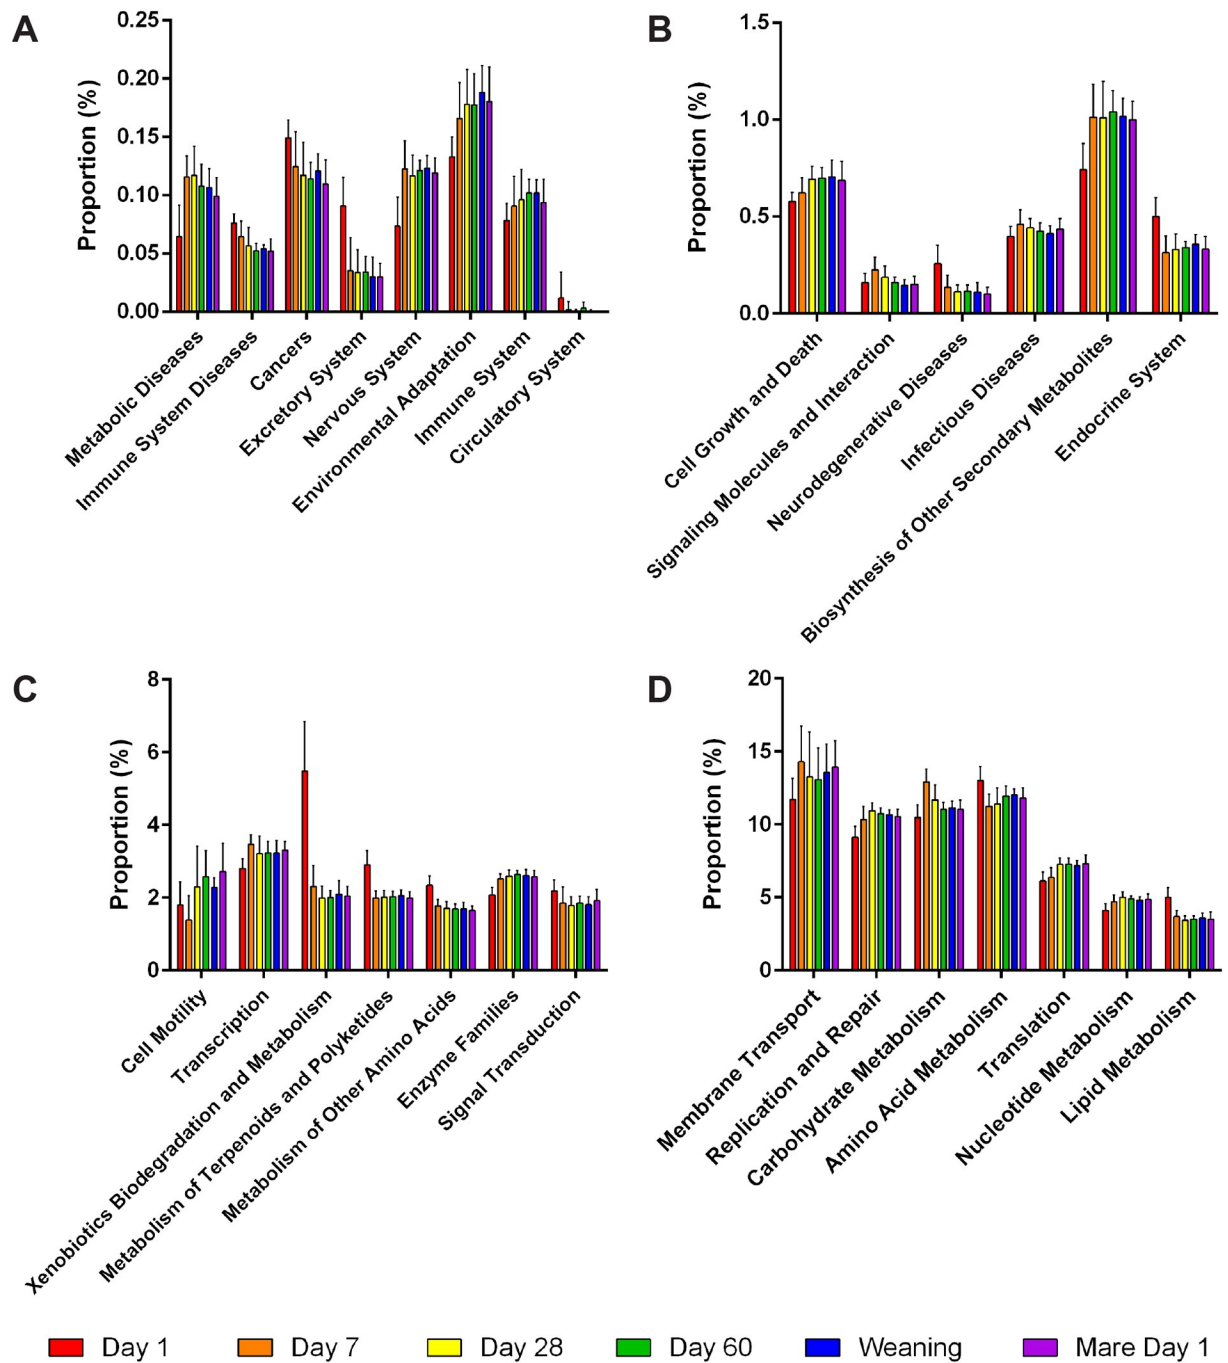 A
Proportion (%)
0.25
0.20
0.15
0.10
0.05
0.00
Metabolic Diseases
Immune System Diseases
Cancers
Excretory System
Nervous System
Environmental Adaptation
Immune System
Circulatory System
B
Proportion (%)
1.5
1.0
0.5
0.0
Cell Growth and Death
Signaling Molecules and Interaction
Neurodegenerative Diseases
Infectious Diseases
Biosynthesis of Other Secondary Metabolites
Endocrine System
C
Proportion (%)
8
6
4
2
0
Cell Motility
Transcription
Xenobiotics Biodegradation and Metabolism
Metabolism of Terpenoids and Polyketides
Metabolism of Other Amino Acids
Enzyme Families
Signal Transduction
D
Proportion (%)
20
15
10
5
0
Membrane Transport
Replication and Repair
Carbohydrate Metabolism
Amino Acid Metabolism
Translation
Nucleotide Metabolism
Lipid Metabolism
Day 1 Day 7 Day 28 Day 60 Weaning Mare Day 1